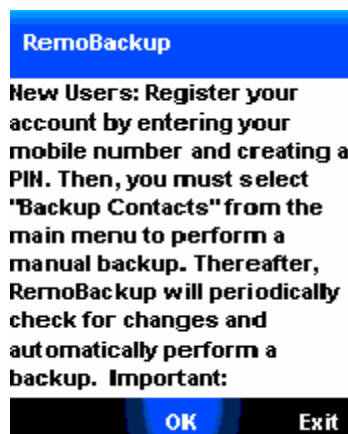 RemoBackup
New Users: Register your
account by entering your
mobile number and creating a
PIN. Then, you must select
"Backup Contacts" from the
main menu to perform a
manual backup. Thereafter,
RemoBackup will periodically
check for changes and
automatically perform a
backup. Important:
OK Exit